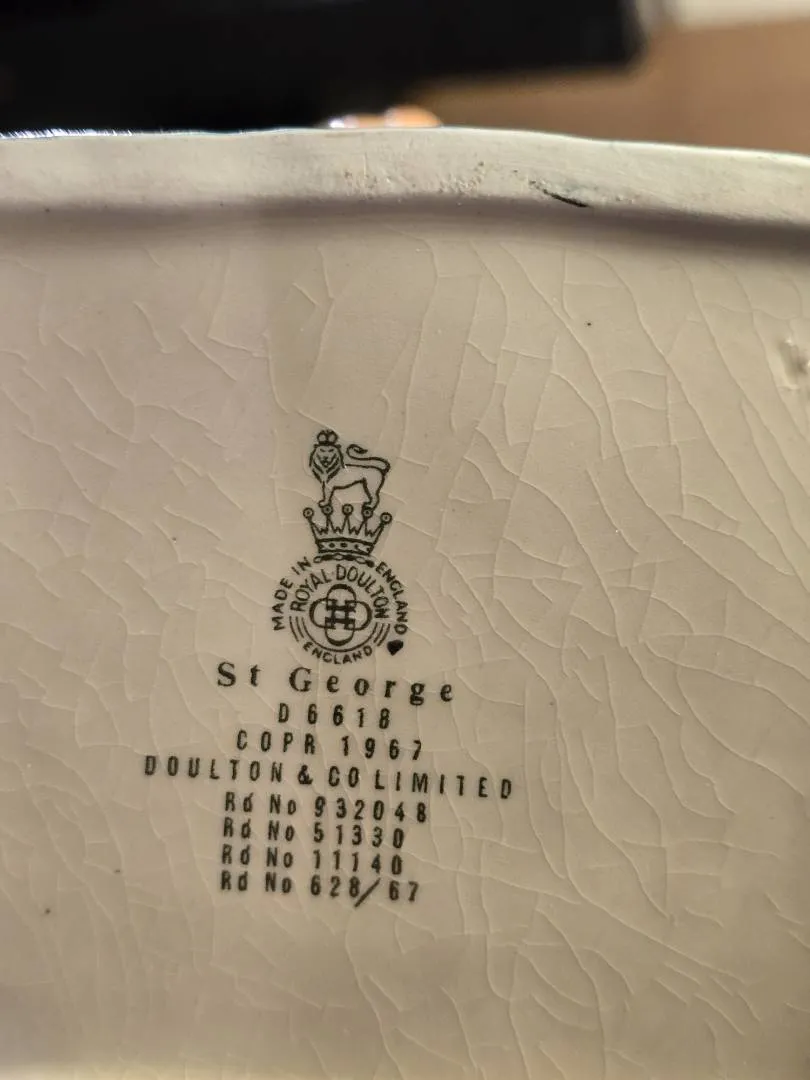 MADE IN ENGLAND
ROYAL·DOULTON
ENGLAND
St George
D 6618
COPR 1967
DOULTON & CO LIMITED
Rd No 932048
Rd No 51330
Rd No 11140
Rd No 628/67